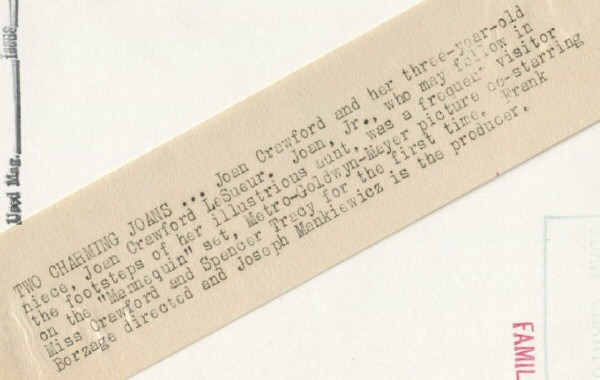 Used Mag. Issue
TWO CHARMING JOANS ... Joan Crawford and her three-year-old
niece, Joan Crawford LeSueur. Joan, Jr., who may follow in
the footsteps of her illustrious aunt, was a frequent visitor
on the "Mannequin" set, Metro-Goldwyn-Mayer picture co-starring
Miss Crawford and Spencer Tracy for the first time. Frank
Borzage directed and Joseph Mankiewicz is the producer.
FAMIL